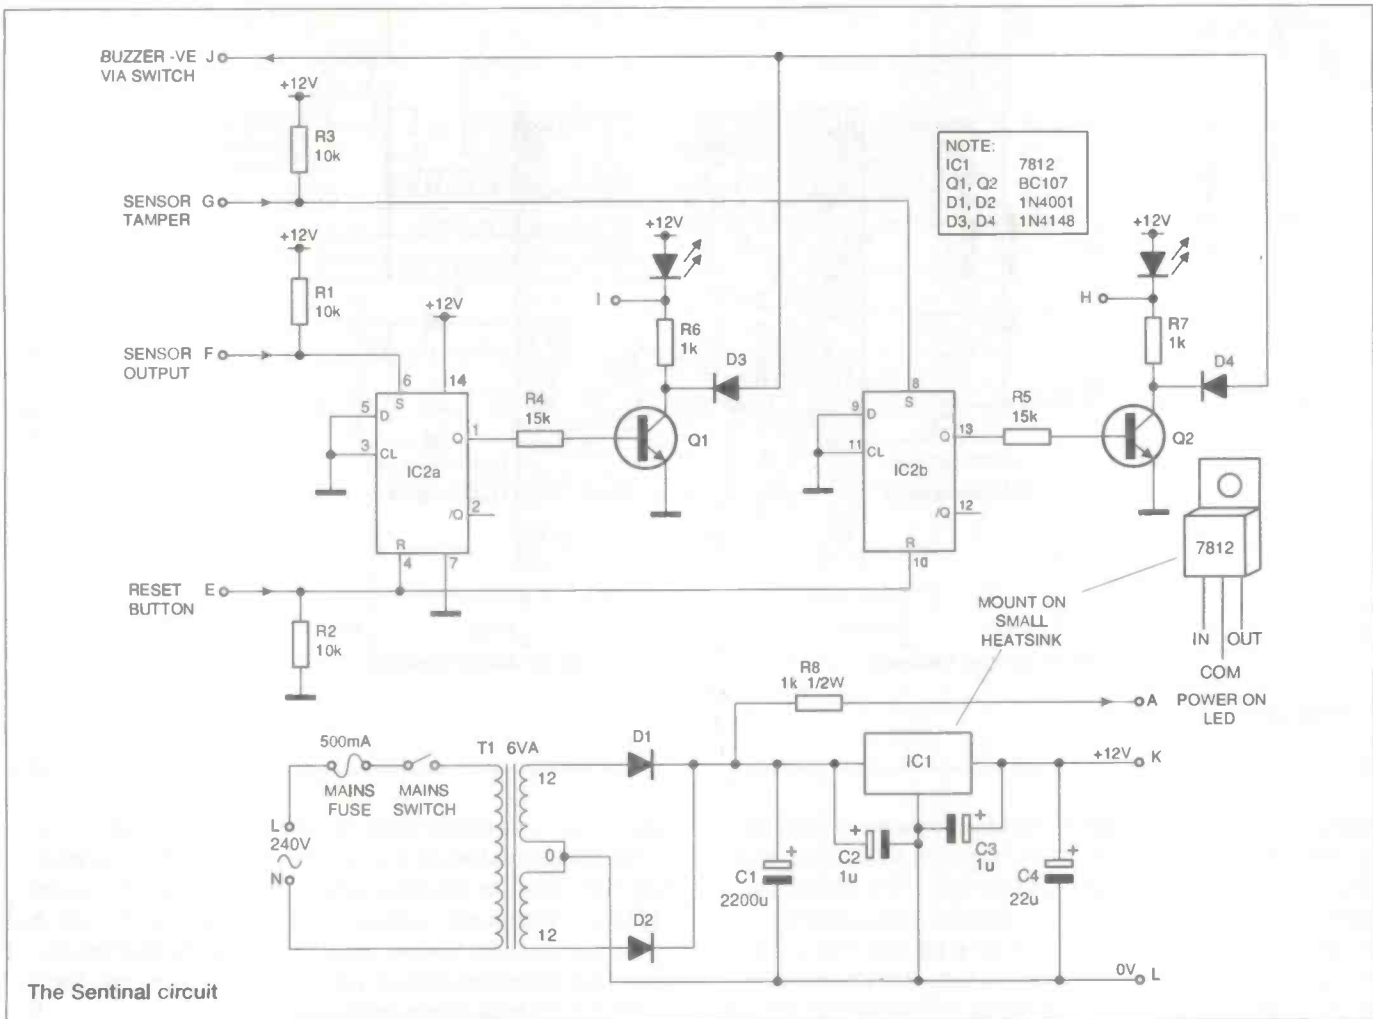 BUZZER -VE J
VIA SWITCH
+12V
R3
10k
SENSOR G
TAMPER
+12V
R1
10k
SENSOR F
OUTPUT
+12V
6
14
S
5
D
3
CL
Q
1
IC2a
/Q
2
R
4
7
R4
15k
+12V
I
R6
1k
D3
Q1
NOTE:
IC1 7812
Q1, Q2 BC107
D1, D2 1N4001
D3, D4 1N4148
8
S
9
D
11
CL
Q
13
IC2b
/Q
12
R
10
R5
15k
+12V
H
R7
1k
D4
Q2
7812
IN OUT
COM
MOUNT ON
SMALL
HEATSINK
RESET E
BUTTON
R2
10k
R8
1k 1/2W
A
POWER ON
LED
500mA
MAINS
FUSE
MAINS
SWITCH
T1 6VA
L
240V
N
12
0
12
D1
D2
IC1
+12V K
C1
2200u
+
C2
1u
+
C3
1u
+
C4
22u
+
0V L
The Sentinal circuit